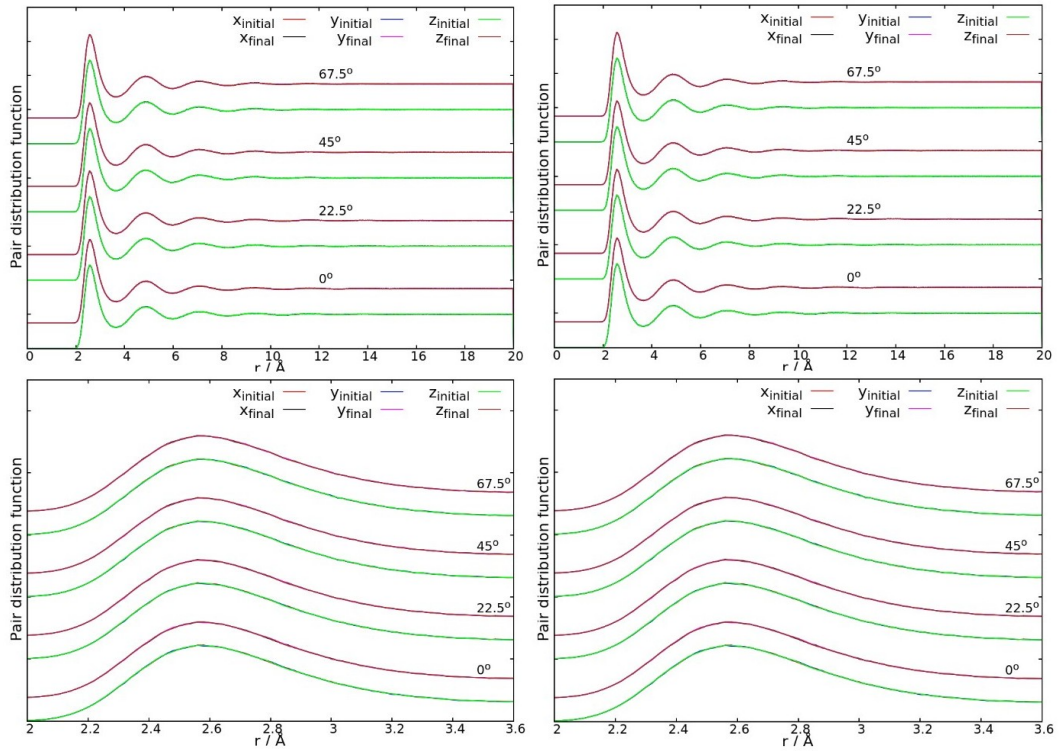 x_initial y_initial z_initial
x_final y_final z_final
67.5°
45°
22.5°
0°
Pair distribution function
0 2 4 6 8 10 12 14 16 18 20
r / Å
x_initial y_initial z_initial
x_final y_final z_final
67.5°
45°
22.5°
0°
Pair distribution function
0 2 4 6 8 10 12 14 16 18 20
r / Å
x_initial y_initial z_initial
x_final y_final z_final
67.5°
45°
22.5°
0°
Pair distribution function
2 2.2 2.4 2.6 2.8 3 3.2 3.4 3.6
r / Å
x_initial y_initial z_initial
x_final y_final z_final
67.5°
45°
22.5°
0°
Pair distribution function
2 2.2 2.4 2.6 2.8 3 3.2 3.4 3.6
r / Å